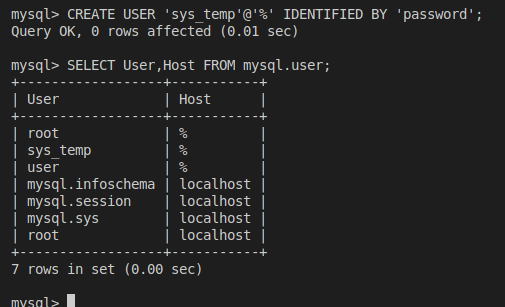 mysql> CREATE USER 'sys_temp'@'%' IDENTIFIED BY 'password';
Query OK, 0 rows affected (0.01 sec)

mysql> SELECT User,Host FROM mysql.user;
+------------------+-----------+
| User             | Host      |
+------------------+-----------+
| root             | %         |
| sys_temp         | %         |
| user             | %         |
| mysql.infoschema | localhost |
| mysql.session    | localhost |
| mysql.sys        | localhost |
| root             | localhost |
+------------------+-----------+
7 rows in set (0.00 sec)

mysql>